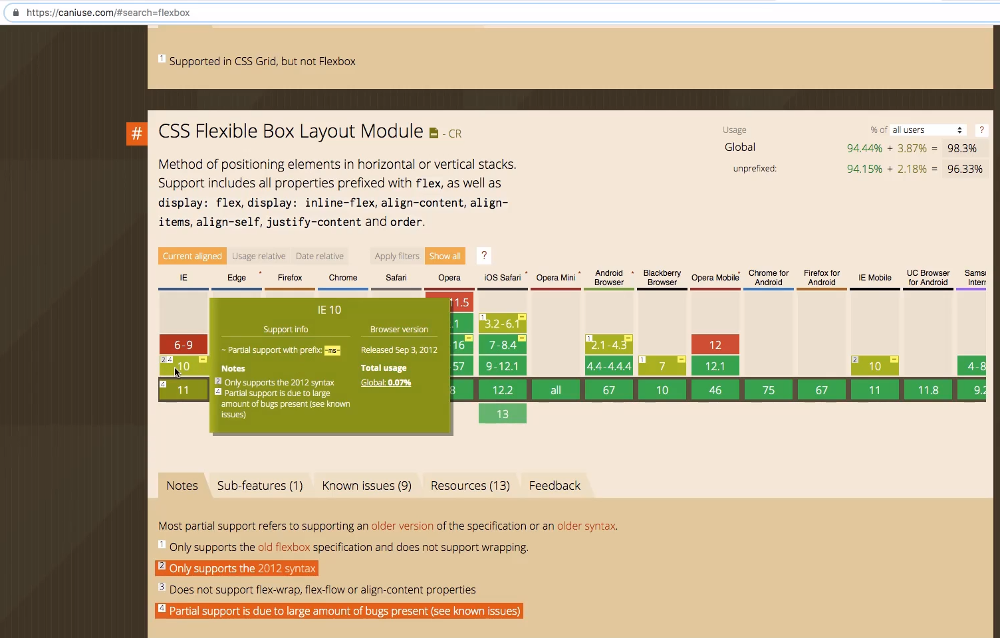 https://caniuse.com/#search=flexbox
1 Supported in CSS Grid, but not Flexbox
#
CSS Flexible Box Layout Module - CR
Usage % of all users ?
Global 94.44% + 3.87% = 98.3%
unprefixed: 94.15% + 2.18% = 96.33%
Method of positioning elements in horizontal or vertical stacks.
Support includes all properties prefixed with flex, as well as
display: flex, display: inline-flex, align-content, align-
items, align-self, justify-content and order.
Current aligned Usage relative Date relative Apply filters Show all ?
IE Edge * Firefox Chrome Safari Opera iOS Safari * Opera Mini * Android Browser * Blackberry Browser Opera Mobile * Chrome for Android Firefox for Android IE Mobile UC Browser for Android Sams Intern
11.5
.1 1 3.2-6.1 -
6-9 16 - 7-8.4 - 1 2.1-4.3 - 12
2 4 10 - 57 9-12.1 4.4-4.4.4 1 7 - 12.1 2 10 - 4-8
4 11 8 12.2 all 67 10 46 75 67 11 11.8 9.2
13
IE 10
Support info Browser version
~ Partial support with prefix: -ms- Released Sep 3, 2012
Notes Total usage
2 Only supports the 2012 syntax Global: 0.07%
4 Partial support is due to large
amount of bugs present (see known
issues)
Notes Sub-features (1) Known issues (9) Resources (13) Feedback
Most partial support refers to supporting an older version of the specification or an older syntax.
1 Only supports the old flexbox specification and does not support wrapping.
2 Only supports the 2012 syntax
3 Does not support flex-wrap, flex-flow or align-content properties
4 Partial support is due to large amount of bugs present (see known issues)